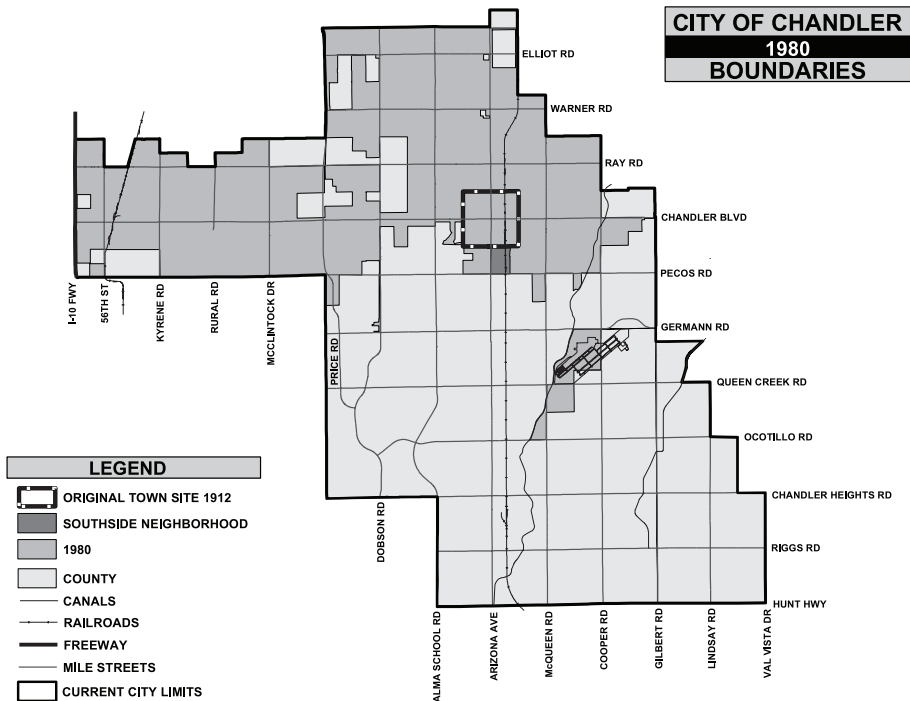 CITY OF CHANDLER
1980
BOUNDARIES
ELLIOT RD
WARNER RD
RAY RD
CHANDLER BLVD
PECOS RD
GERMANN RD
QUEEN CREEK RD
OCOTILLO RD
CHANDLER HEIGHTS RD
RIGGS RD
HUNT HWY
I-10 FWY
56TH ST
KYRENE RD
RURAL RD
MCCLINTOCK DR
PRICE RD
DOBSON RD
ALMA SCHOOL RD
ARIZONA AVE
McQUEEN RD
COOPER RD
GILBERT RD
LINDSAY RD
VAL VISTA DR
LEGEND
ORIGINAL TOWN SITE 1912
SOUTHSIDE NEIGHBORHOOD
1980
COUNTY
CANALS
RAILROADS
FREEWAY
MILE STREETS
CURRENT CITY LIMITS